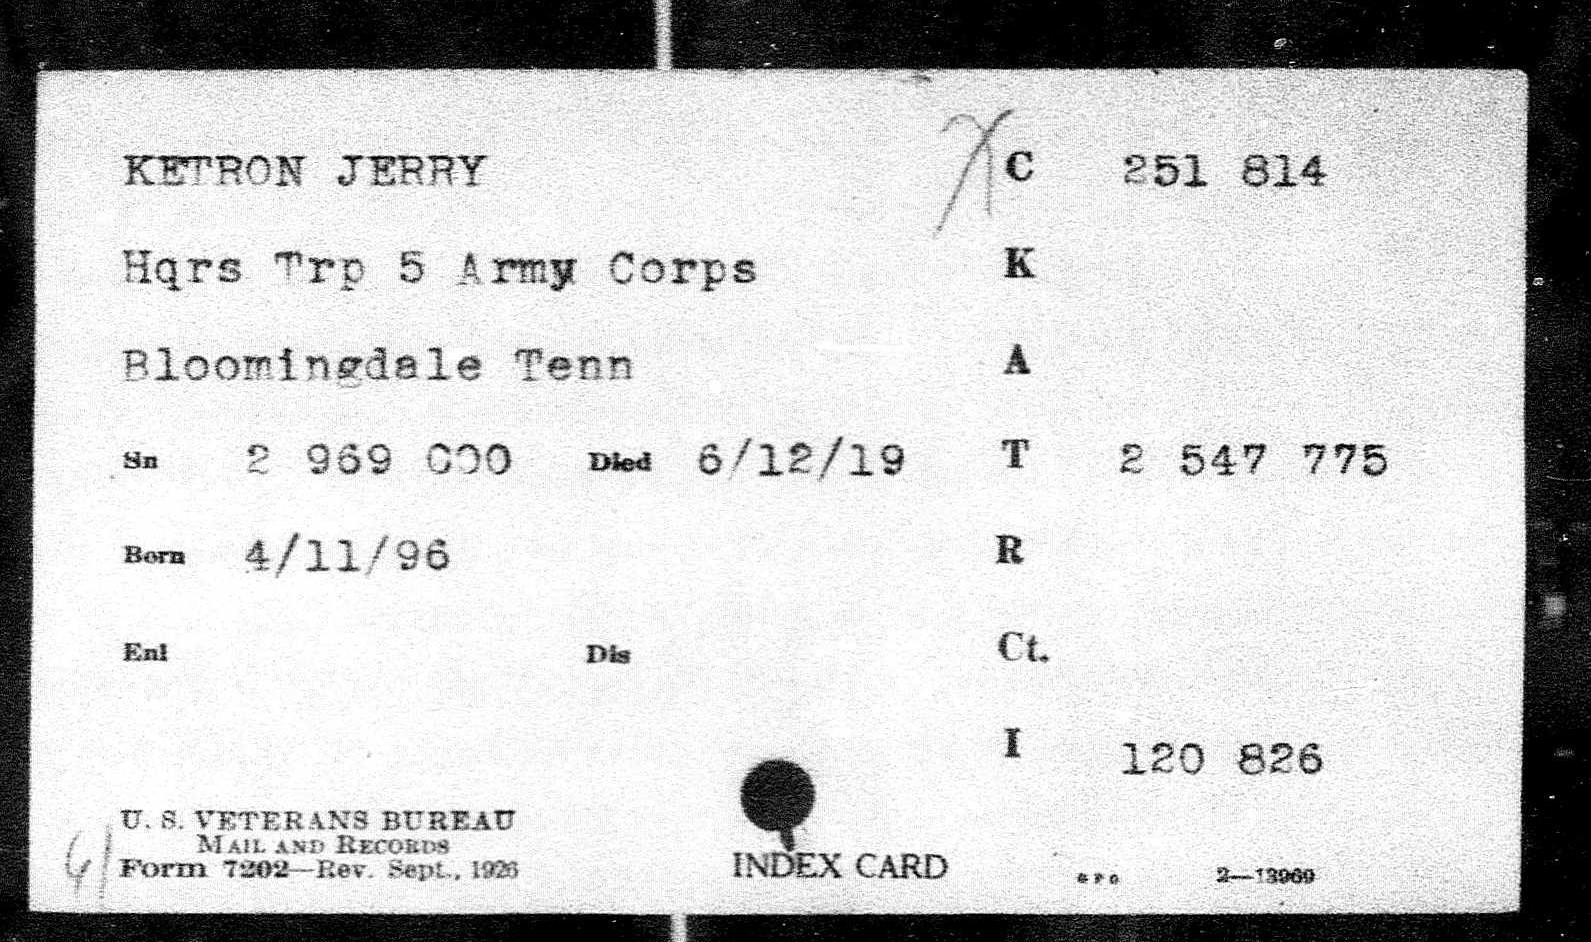 KETRON JERRY C 251 814
Hqrs Trp 5 Army Corps K
Bloomingdale Tenn A
Sn 2 969 000 Died 6/12/19 T 2 547 775
Born 4/11/96 R
Enl Dis Ct.
I 120 826
U. S. VETERANS BUREAU
MAIL AND RECORDS
Form 7202—Rev. Sept., 1926
INDEX CARD
GPO 2—13969